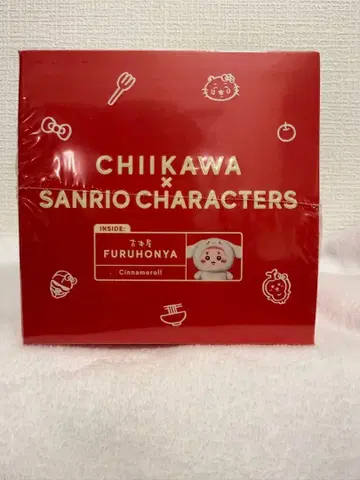 CHIIKAWA
×
SANRIO CHARACTERS
INSIDE:
古本屋
FURUHONYA
Cinnamoroll